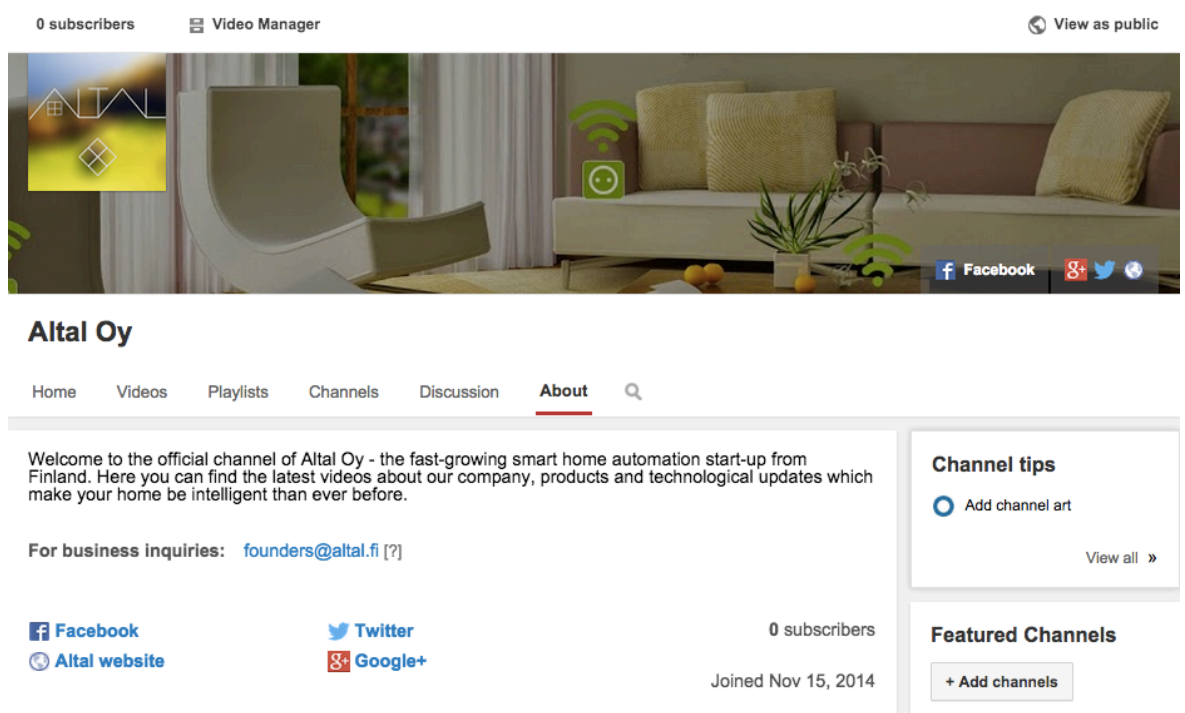 0 subscribers Video Manager View as public
ALTAL
Facebook 8+
Altal Oy
Home Videos Playlists Channels Discussion About
Welcome to the official channel of Altal Oy - the fast-growing smart home automation start-up from
Finland. Here you can find the latest videos about our company, products and technological updates which
make your home be intelligent than ever before.
For business inquiries: founders@altal.fi [?]
Facebook Twitter 0 subscribers
Altal website 8+ Google+
Joined Nov 15, 2014
Channel tips
Add channel art
View all »
Featured Channels
+ Add channels